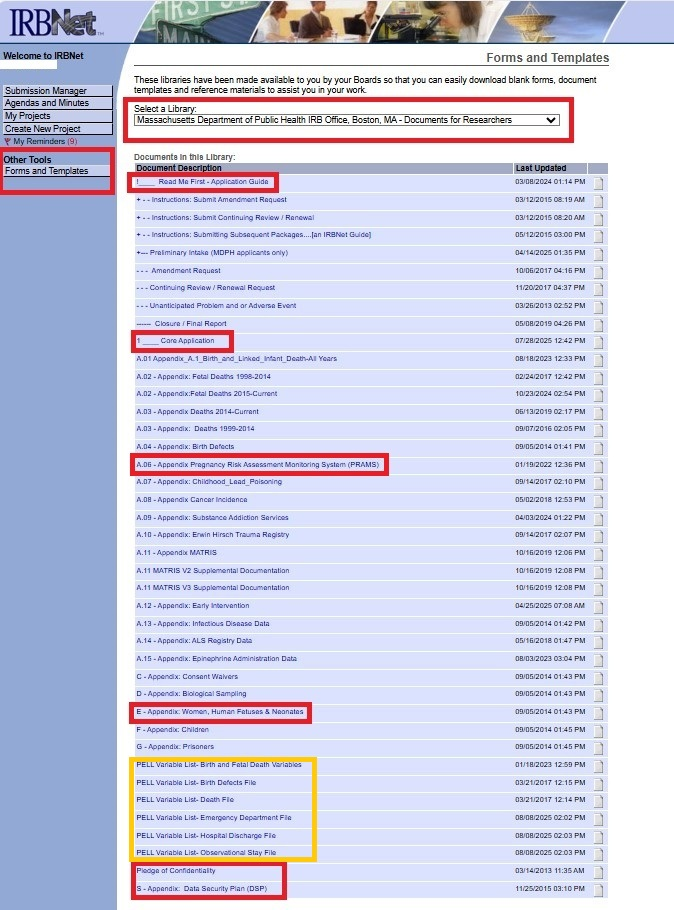 IRBNet
Welcome to IRBNet
Submission Manager
Agendas and Minutes
My Projects
Create New Project
My Reminders (9)
Other Tools
Forms and Templates
Forms and Templates
These libraries have been made available to you by your Boards so that you can easily download blank forms, document
templates and reference materials to assist you in your work.
Select a Library:
Massachusetts Department of Public Health IRB Office, Boston, MA - Documents for Researchers
Documents in this Library:
Document Description Last Updated
!____ Read Me First - Application Guide 03/08/2024 01:14 PM
+ - - Instructions: Submit Amendment Request 03/12/2015 08:19 AM
+ - - Instructions: Submit Continuing Review / Renewal 03/12/2015 08:20 AM
+ - - Instructions: Submitting Subsequent Packages....[an IRBNet Guide] 05/12/2015 03:00 PM
+--- Preliminary Intake (MDPH applicants only) 04/14/2025 01:35 PM
- - - Amendment Request 10/06/2017 04:16 PM
- - - Continuing Review / Renewal Request 11/20/2017 04:37 PM
- - - Unanticipated Problem and or Adverse Event 03/26/2013 02:52 PM
------ Closure / Final Report 05/08/2019 04:26 PM
1 ____ Core Application 07/28/2025 12:42 PM
A.01 Appendix_A.1_Birth_and_Linked_Infant_Death-All Years 08/18/2023 12:33 PM
A.02 - Appendix: Fetal Deaths 1998-2014 02/24/2017 12:42 PM
A.02 - Appendix:Fetal Deaths 2015-Current 10/23/2024 02:54 PM
A.03 - Appendix Deaths 2014-Current 06/13/2019 02:17 PM
A.03 - Appendix: Deaths 1999-2014 09/07/2016 02:05 PM
A.04 - Appendix: Birth Defects 09/05/2014 01:41 PM
A.06 - Appendix Pregnancy Risk Assessment Monitoring System (PRAMS) 01/19/2022 12:36 PM
A.07 - Appendix: Childhood_Lead_Poisoning 09/14/2017 02:10 PM
A.08 - Appendix Cancer Incidence 05/02/2018 12:53 PM
A.09 - Appendix: Substance Addiction Services 04/03/2024 01:22 PM
A.10 - Appendix: Erwin Hirsch Trauma Registry 09/14/2017 02:07 PM
A.11 - Appendix MATRIS 10/16/2019 12:06 PM
A.11 MATRIS V2 Supplemental Documentation 10/16/2019 12:08 PM
A.11 MATRIS V3 Supplemental Documentation 10/16/2019 12:08 PM
A.12 - Appendix: Early Intervention 04/25/2025 07:08 AM
A.13 - Appendix: Infectious Disease Data 09/05/2014 01:42 PM
A.14 - Appendix: ALS Registry Data 05/16/2018 01:47 PM
A.15 - Appendix: Epinephrine Administration Data 08/03/2023 03:04 PM
C - Appendix: Consent Waivers 09/05/2014 01:43 PM
D - Appendix: Biological Sampling 09/05/2014 01:43 PM
E - Appendix: Women, Human Fetuses & Neonates 09/05/2014 01:43 PM
F - Appendix: Children 09/05/2014 01:45 PM
G - Appendix: Prisoners 09/05/2014 01:45 PM
PELL Variable List- Birth and Fetal Death Variables 01/18/2023 12:59 PM
PELL Variable List- Birth Defects File 03/21/2017 12:15 PM
PELL Variable List- Death File 03/21/2017 12:14 PM
PELL Variable List- Emergency Department File 08/08/2025 02:02 PM
PELL Variable List- Hospital Discharge File 08/08/2025 02:03 PM
PELL Variable List- Observational Stay File 08/08/2025 02:03 PM
Pledge of Confidentiality 03/14/2013 11:35 AM
S - Appendix: Data Security Plan (DSP) 11/25/2015 03:10 PM